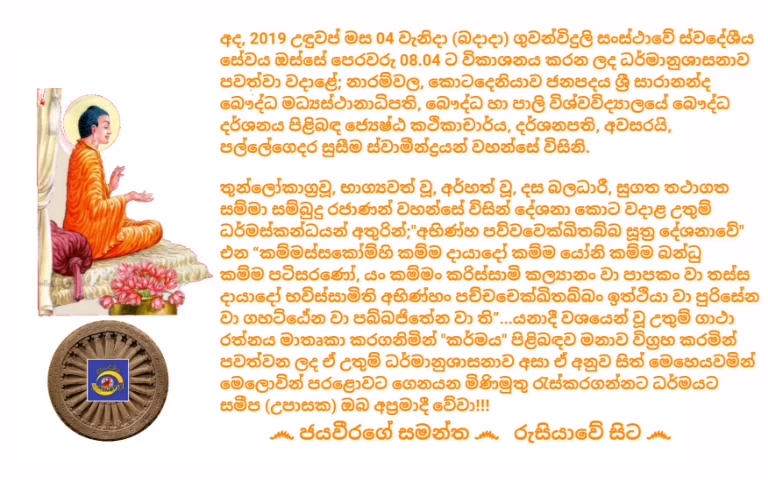 අද, 2019 උඳුවප් මස 04 වැනිදා (බදාදා) ගුවන්විදුලි සංස්ථාවේ ස්වදේශීය
සේවය ඔස්සේ පෙරවරු 08.04 ට විකාශනය කරන ලද ධර්මානුශාසනාව
පවත්වා වදාළේ; නාරම්වල, කොටදෙනියාව ජනපදය ශ්‍රී සාරානන්ද
බෞද්ධ මධ්‍යස්ථානාධිපති, බෞද්ධ හා පාලි විශ්වවිද්‍යාලයේ බෞද්ධ
දර්ශනය පිළිබඳ ජ්‍යෙෂ්ඨ කථිකාචාර්ය, දර්ශනපති, අවසරයි,
පල්ලේගෙදර සුසීම ස්වාමීන්ද්‍රයන් වහන්සේ විසිනි.
තුන්ලෝකාග්‍රවූ, භාග්‍යවත් වූ, අර්හත් වූ, දස බලධාරී, සුගත තථාගත
සම්මා සම්බුදු රජාණන් වහන්සේ විසින් දේශනා කොට වදාළ උතුම්
ධර්මස්කන්ධයන් අතුරින්;"අභිණ්හ පච්චවෙක්ඛිතබ්බ සූත්‍ර දේශනාවේ"
එන "කම්මස්සකෝම්හි කම්ම දායාදෝ කම්ම යෝනි කම්ම බන්ධු
කම්ම පටිසරණෝ, යං කම්මං කරිස්සාමි කල්‍යානං වා පාපකං වා තස්ස
දායාදෝ භවිස්සාමීති අභිණ්හං පච්චවෙක්ඛිතබ්බං ඉත්ථියා වා පුරිසේන
වා ගහට්ඨේන වා පබ්බජිතේන වා ති"...යනාදී වශයෙන් වූ උතුම් ගාථා
රත්නය මාතෘකා කරගනිමින් "කර්මය" පිළිබඳව මනාව විග්‍රහ කරමින්
පවත්වන ලද ඒ උතුම් ධර්මානුශාසනාව අසා ඒ අනුව සිත් මෙහෙයවමින්
මෙලොවින් පරළොවට ගෙනයන මිණිමුතු රැස්කරගන්නට ධර්මයට
සමීප (උපාසක) ඔබ අප්‍රමාදී වේවා!!!
ජයවීරගේ සමන්ත රුසියාවේ සිට